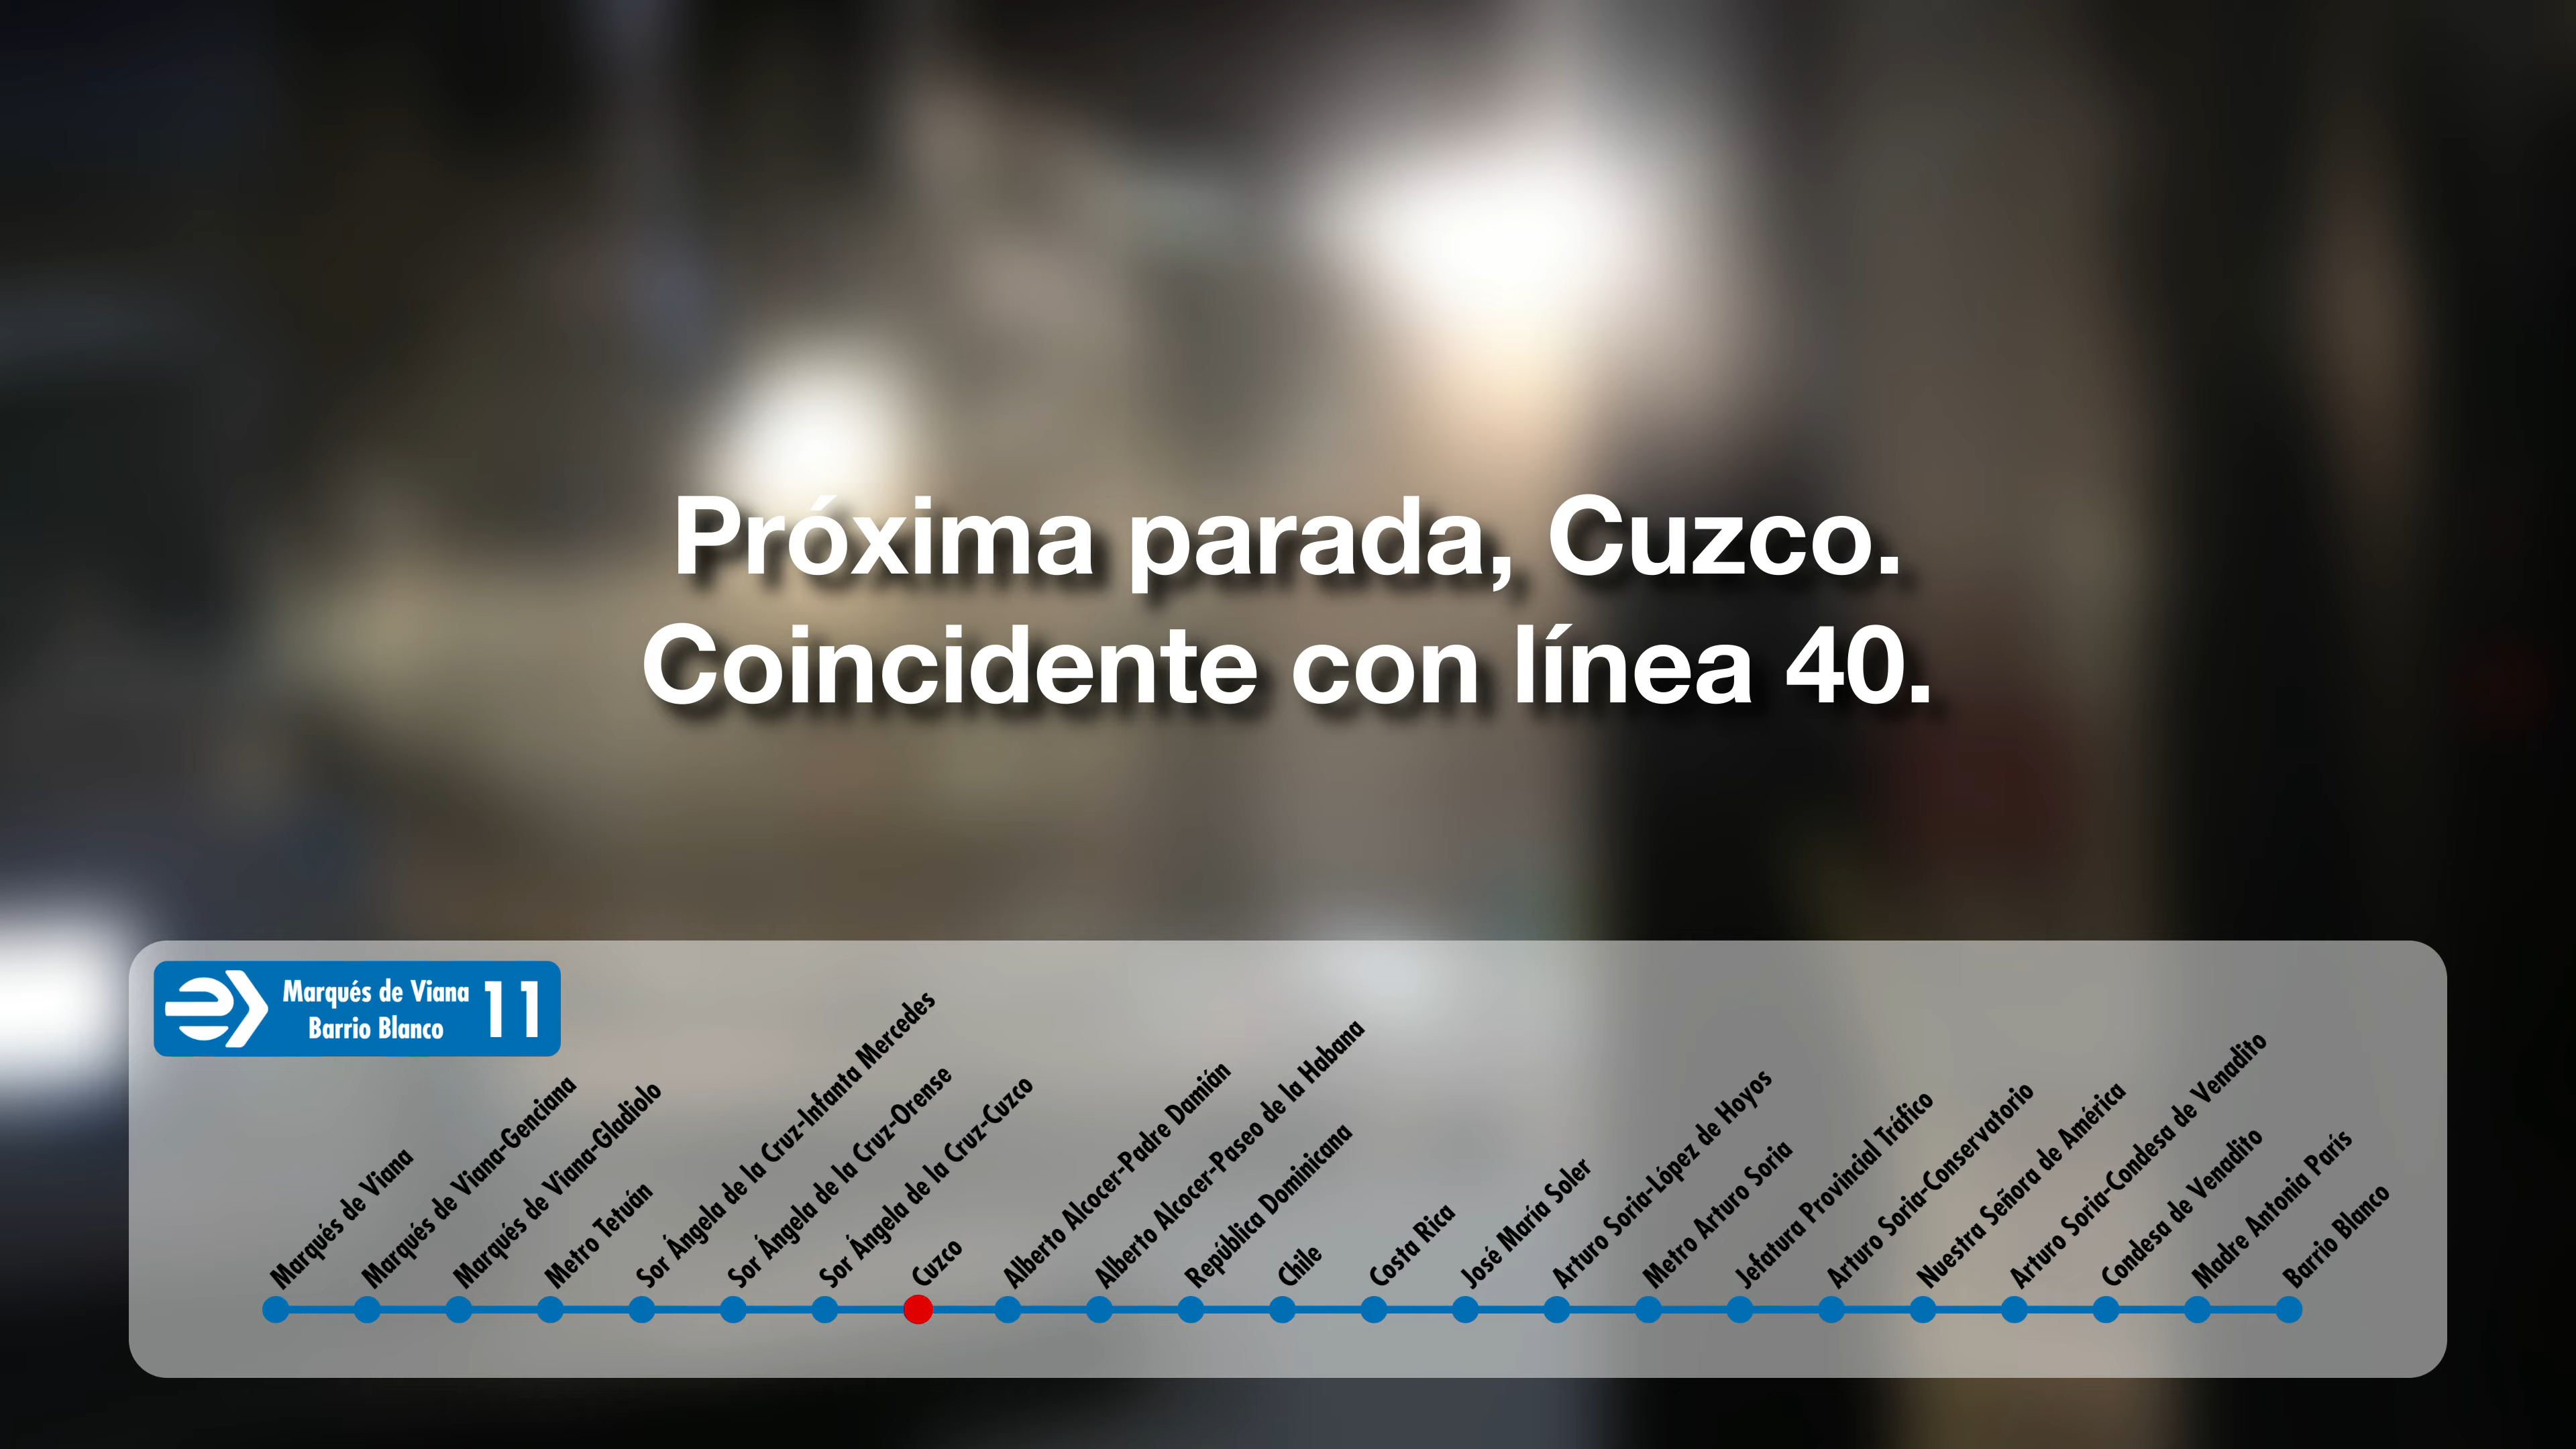 Próxima parada, Cuzco.
Coincidente con línea 40.
Marqués de Viana
Barrio Blanco
11
Marqués de Viana
Marqués de Viana-Genciana
Marqués de Viana-Gladiolo
Metro Tetuán
Sor Ángela de la Cruz-Infanta Mercedes
Sor Ángela de la Cruz-Orense
Sor Ángela de la Cruz-Cuzco
Cuzco
Alberto Alcocer-Padre Damián
Alberto Alcocer-Paseo de la Habana
República Dominicana
Chile
Costa Rica
José María Soler
Arturo Soria-López de Hoyos
Metro Arturo Soria
Jefatura Provincial Tráfico
Arturo Soria-Conservatorio
Nuestra Señora de América
Arturo Soria-Condesa de Venadito
Condesa de Venadito
Madre Antonia París
Barrio Blanco